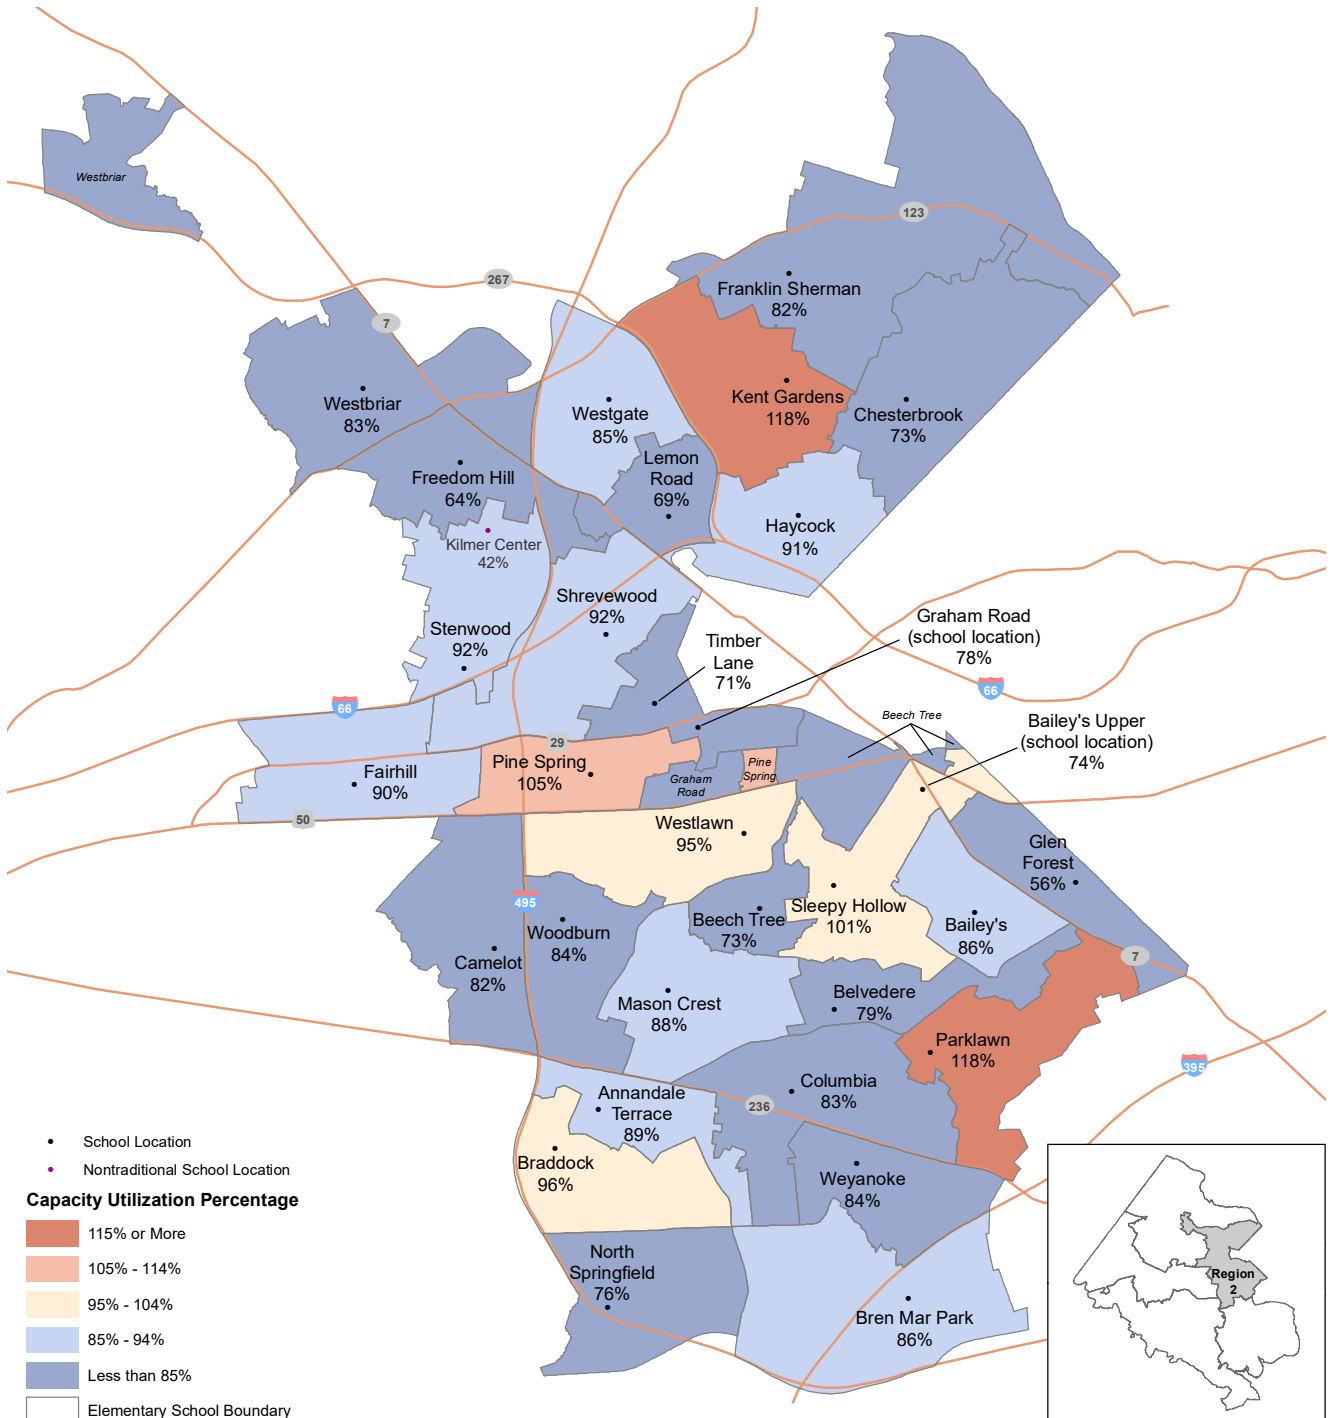 Westbriar
123
267
7
Franklin Sherman
82%
Westbriar
83%
Westgate
85%
Kent Gardens
118%
Chesterbrook
73%
Lemon
Road
69%
Freedom Hill
64%
Kilmer Center
42%
Haycock
91%
Shrevewood
92%
Stenwood
92%
Timber
Lane
71%
Graham Road
(school location)
78%
66
66
Beech Tree
Bailey's Upper
(school location)
74%
29
Pine Spring
105%
Pine
Spring
Graham
Road
Fairhill
90%
50
Westlawn
95%
Glen
Forest
56%
495
Woodburn
84%
Beech Tree
73%
Sleepy Hollow
101%
Bailey's
86%
Camelot
82%
7
Mason Crest
88%
Belvedere
79%
Parklawn
118%
395
Columbia
83%
236
Annandale
Terrace
89%
Braddock
96%
Weyanoke
84%
North
Springfield
76%
Bren Mar Park
86%
School Location
Nontraditional School Location
Capacity Utilization Percentage
115% or More
105% - 114%
95% - 104%
85% - 94%
Less than 85%
Elementary School Boundary
Region
2